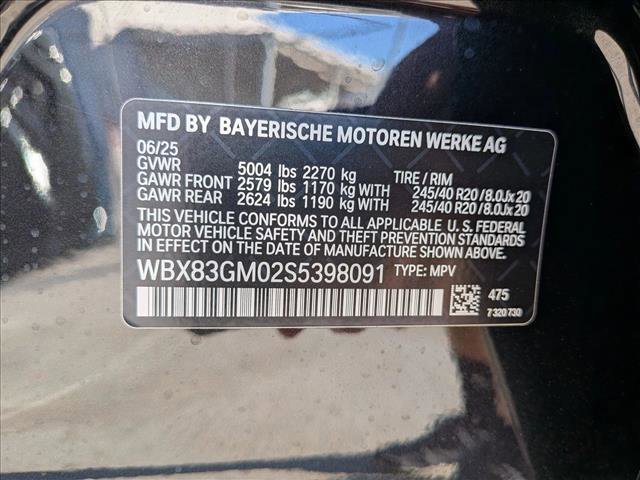 MFD BY BAYERISCHE MOTOREN WERKE AG
06/25
GVWR 5004 lbs 2270 kg TIRE / RIM
GAWR FRONT 2579 lbs 1170 kg WITH 245/40 R20/8.0Jx20
GAWR REAR 2624 lbs 1190 kg WITH 245/40 R20/8.0Jx20
THIS VEHICLE CONFORMS TO ALL APPLICABLE U. S. FEDERAL
MOTOR VEHICLE SAFETY AND THEFT PREVENTION STANDARDS
IN EFFECT ON THE DATE OF MANUFACTURE SHOWN ABOVE.
WBX83GM02S5398091 TYPE: MPV
475
7 320 730